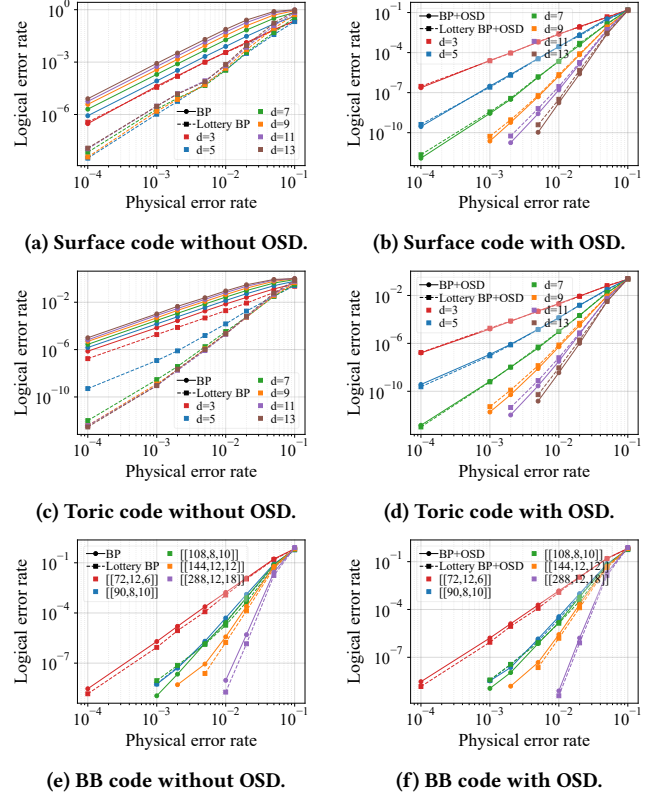 10⁰
10⁻³
10⁻⁶
Logical error rate
BP
Lottery BP
d=3
d=5
d=7
d=9
d=11
d=13
10⁻⁴ 10⁻³ 10⁻² 10⁻¹
Physical error rate
(a) Surface code without OSD.
10⁻¹
10⁻⁴
10⁻⁷
10⁻¹⁰
Logical error rate
BP+OSD
Lottery BP+OSD
d=3
d=5
d=7
d=9
d=11
d=13
10⁻⁴ 10⁻³ 10⁻² 10⁻¹
Physical error rate
(b) Surface code with OSD.
10⁻²
10⁻⁶
10⁻¹⁰
Logical error rate
BP
Lottery BP
d=3
d=5
d=7
d=9
d=11
d=13
10⁻⁴ 10⁻³ 10⁻² 10⁻¹
Physical error rate
(c) Toric code without OSD.
10⁻²
10⁻⁶
10⁻¹⁰
Logical error rate
BP+OSD
Lottery BP+OSD
d=3
d=5
d=7
d=9
d=11
d=13
10⁻⁴ 10⁻³ 10⁻² 10⁻¹
Physical error rate
(d) Toric code with OSD.
10⁻¹
10⁻⁴
10⁻⁷
Logical error rate
BP
Lottery BP
[[72,12,6]]
[[90,8,10]]
[[108,8,10]]
[[144,12,12]]
[[288,12,18]]
10⁻⁴ 10⁻³ 10⁻² 10⁻¹
Physical error rate
(e) BB code without OSD.
10⁻¹
10⁻⁴
10⁻⁷
Logical error rate
BP+OSD
Lottery BP+OSD
[[72,12,6]]
[[90,8,10]]
[[108,8,10]]
[[144,12,12]]
[[288,12,18]]
10⁻⁴ 10⁻³ 10⁻² 10⁻¹
Physical error rate
(f) BB code with OSD.